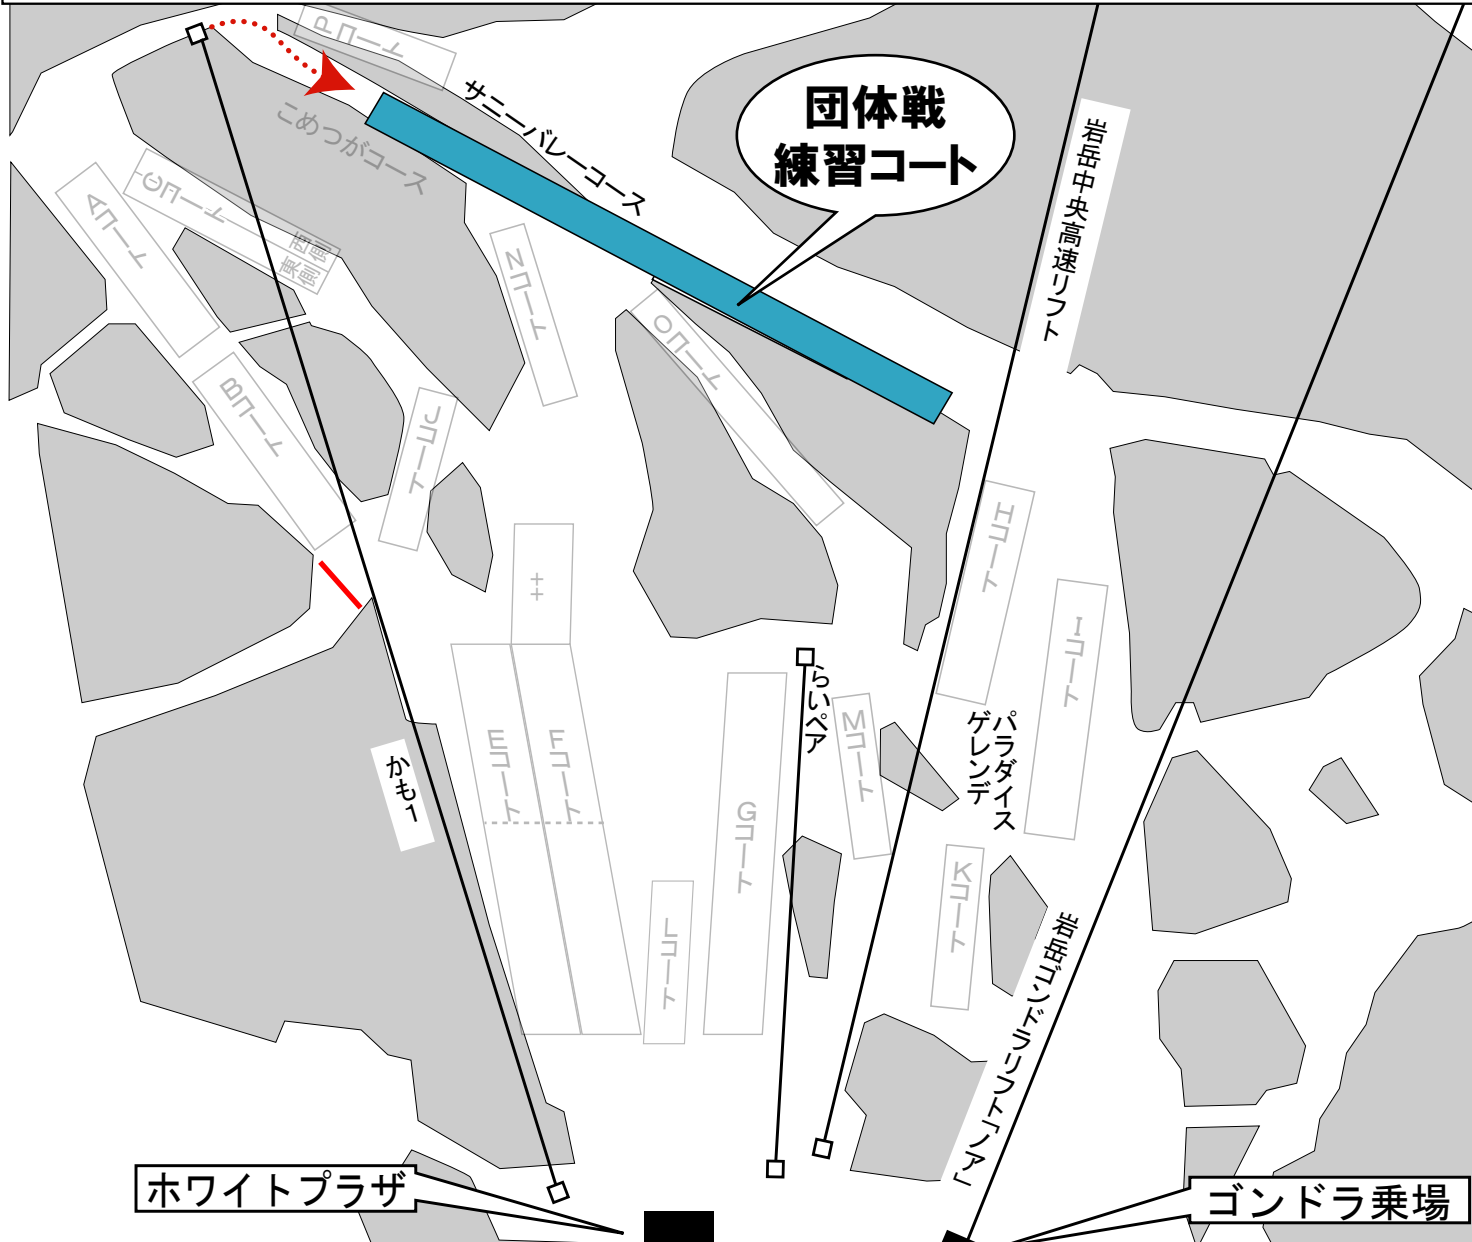 Pコート
サニーバレーコース
団体戦
練習コート
こめつがコース
岩岳中央高速リフト
Aコート
Cコート
西側
東側
Nコート
Oコート
Bコート
Jコート
Hコート
Iコート
らいペア
Mコート
パラダイス
ゲレンデ
Eコート
Fコート
かも1
Gコート
Kコート
Lコート
岩岳ゴンドラリフト「ノア」
ホワイトプラザ
ゴンドラ乗場